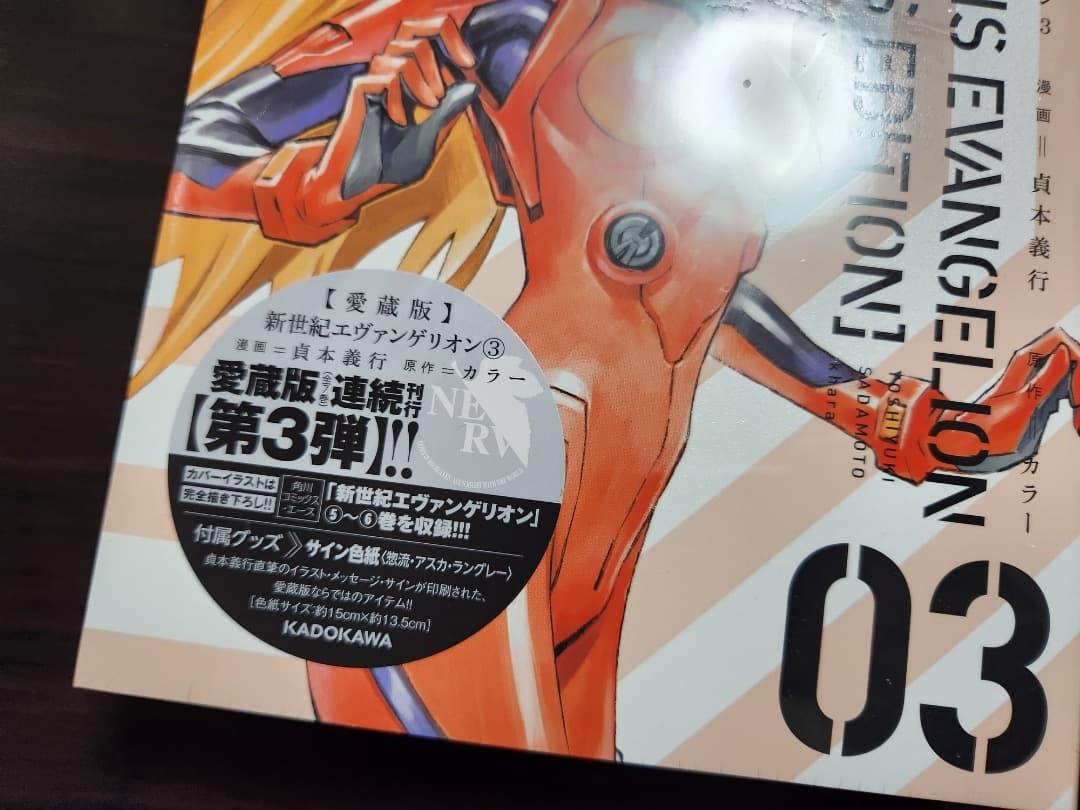 【愛蔵版】
新世紀エヴァンゲリオン③
漫画=貞本義行 原作=カラー
愛蔵版(全7巻)連続刊行
【第3弾】!!
NERV
カバーイラストは
完全描き下ろし!!
角川
コミックス
・エース
「新世紀エヴァンゲリオン」
⑤〜⑥巻を収録!!!
付属グッズ》サイン色紙〈惣流・アスカ・ラングレー〉
貞本義行直筆のイラスト・メッセージ・サインが印刷された、
愛蔵版ならではのアイテム!!
[色紙サイズ:約15cm×約13.5cm]
KADOKAWA
3 漫画=貞本義行 原作=カラー
IS EVANGELION
EDITION]
YOSHIYUKI
SADAMOTO
khara
03